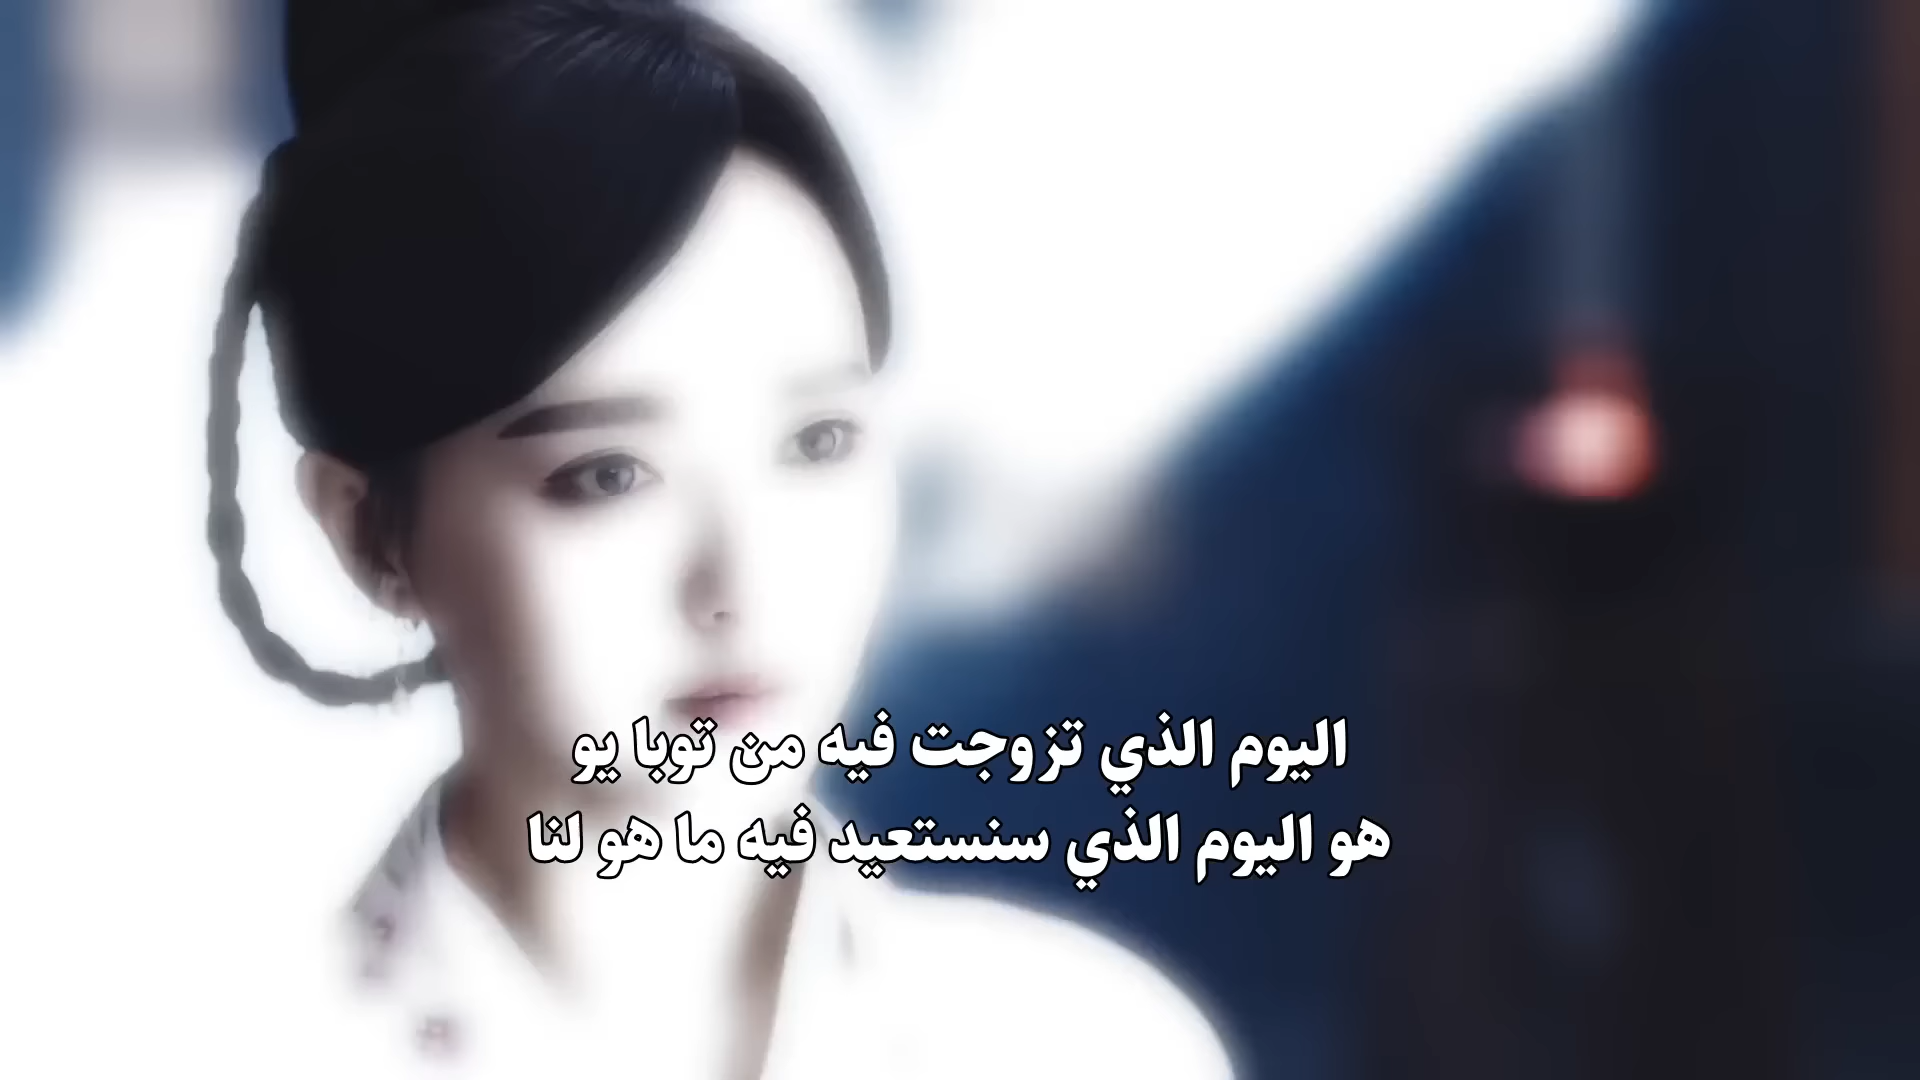 اليوم الذي تزوجت فيه من توبا يو
هو اليوم الذي سنستعيد فيه ما هو لنا